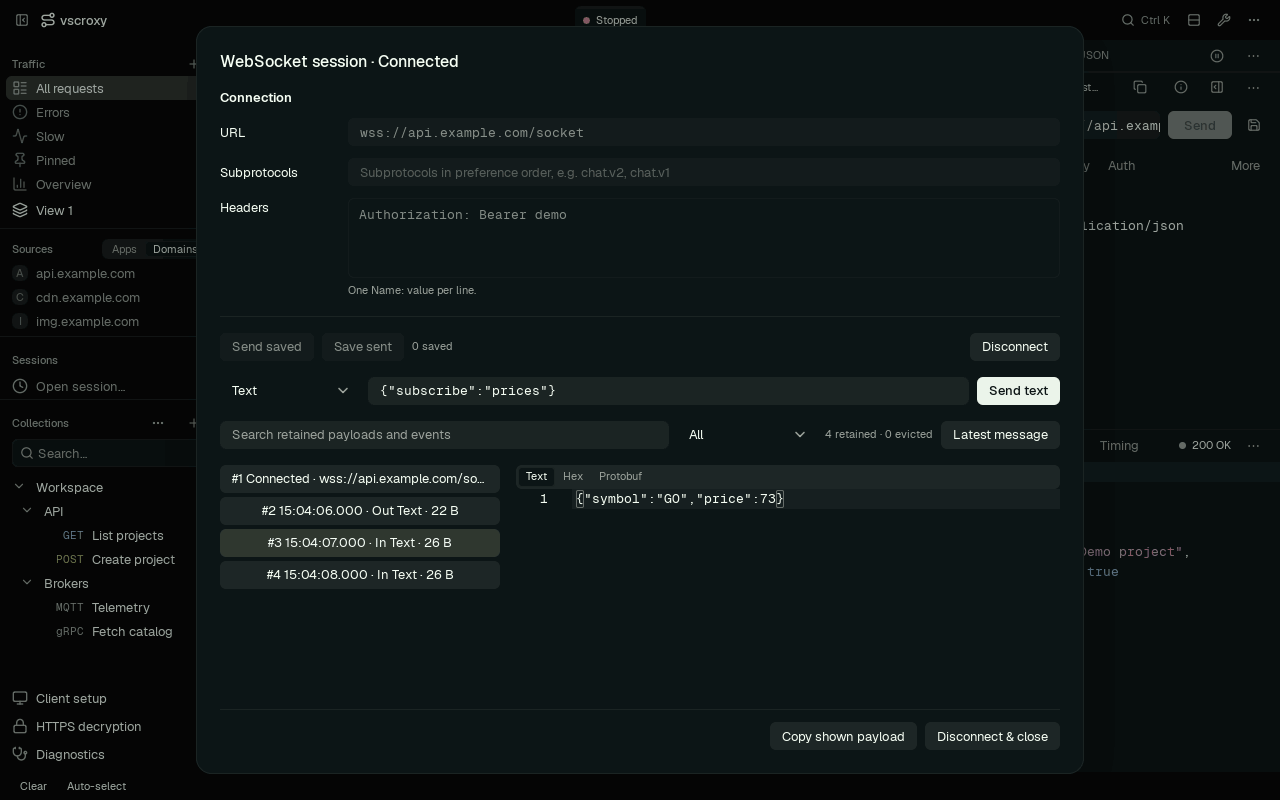 vscroxy
Stopped
Ctrl K
Traffic
All requests
Errors
Slow
Pinned
Overview
View 1
Sources
Apps
Domains
A api.example.com
C cdn.example.com
I img.example.com
Sessions
Open session...
Collections
Search...
Workspace
API
GET List projects
POST Create project
Brokers
MQTT Telemetry
gRPC Fetch catalog
Client setup
HTTPS decryption
Diagnostics
Clear Auto-select
WebSocket session · Connected
Connection
URL wss://api.example.com/socket
Subprotocols Subprotocols in preference order, e.g. chat.v2, chat.v1
Headers Authorization: Bearer demo
One Name: value per line.
Send saved Save sent 0 saved Disconnect
Text {"subscribe":"prices"} Send text
Search retained payloads and events All 4 retained · 0 evicted Latest message
#1 Connected · wss://api.example.com/so...
#2 15:04:06.000 · Out Text · 22 B
#3 15:04:07.000 · In Text · 26 B
#4 15:04:08.000 · In Text · 26 B
Text Hex Protobuf
1 {"symbol":"GO","price":73}
Copy shown payload Disconnect & close
JSON
st...
/api.examp Send
y Auth More
lication/json
Timing 200 OK
Demo project",
true